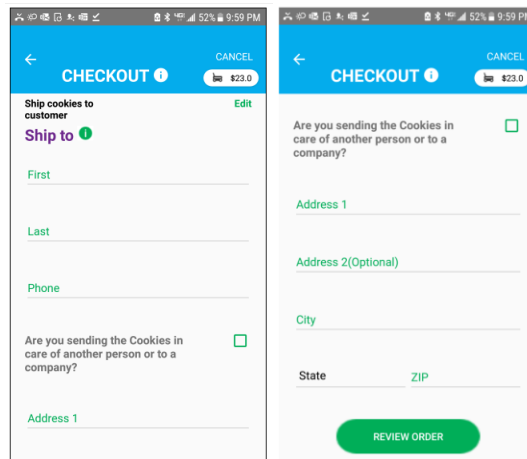 52% 9:59 PM
CANCEL
CHECKOUT
$23.0
Ship cookies to
customer
Edit
Ship to
First
Last
Phone
Are you sending the Cookies in
care of another person or to a
company?
Address 1
52% 9:59 PM
CANCEL
CHECKOUT
$23.0
Are you sending the Cookies in
care of another person or to a
company?
Address 1
Address 2(Optional)
City
State
ZIP
REVIEW ORDER